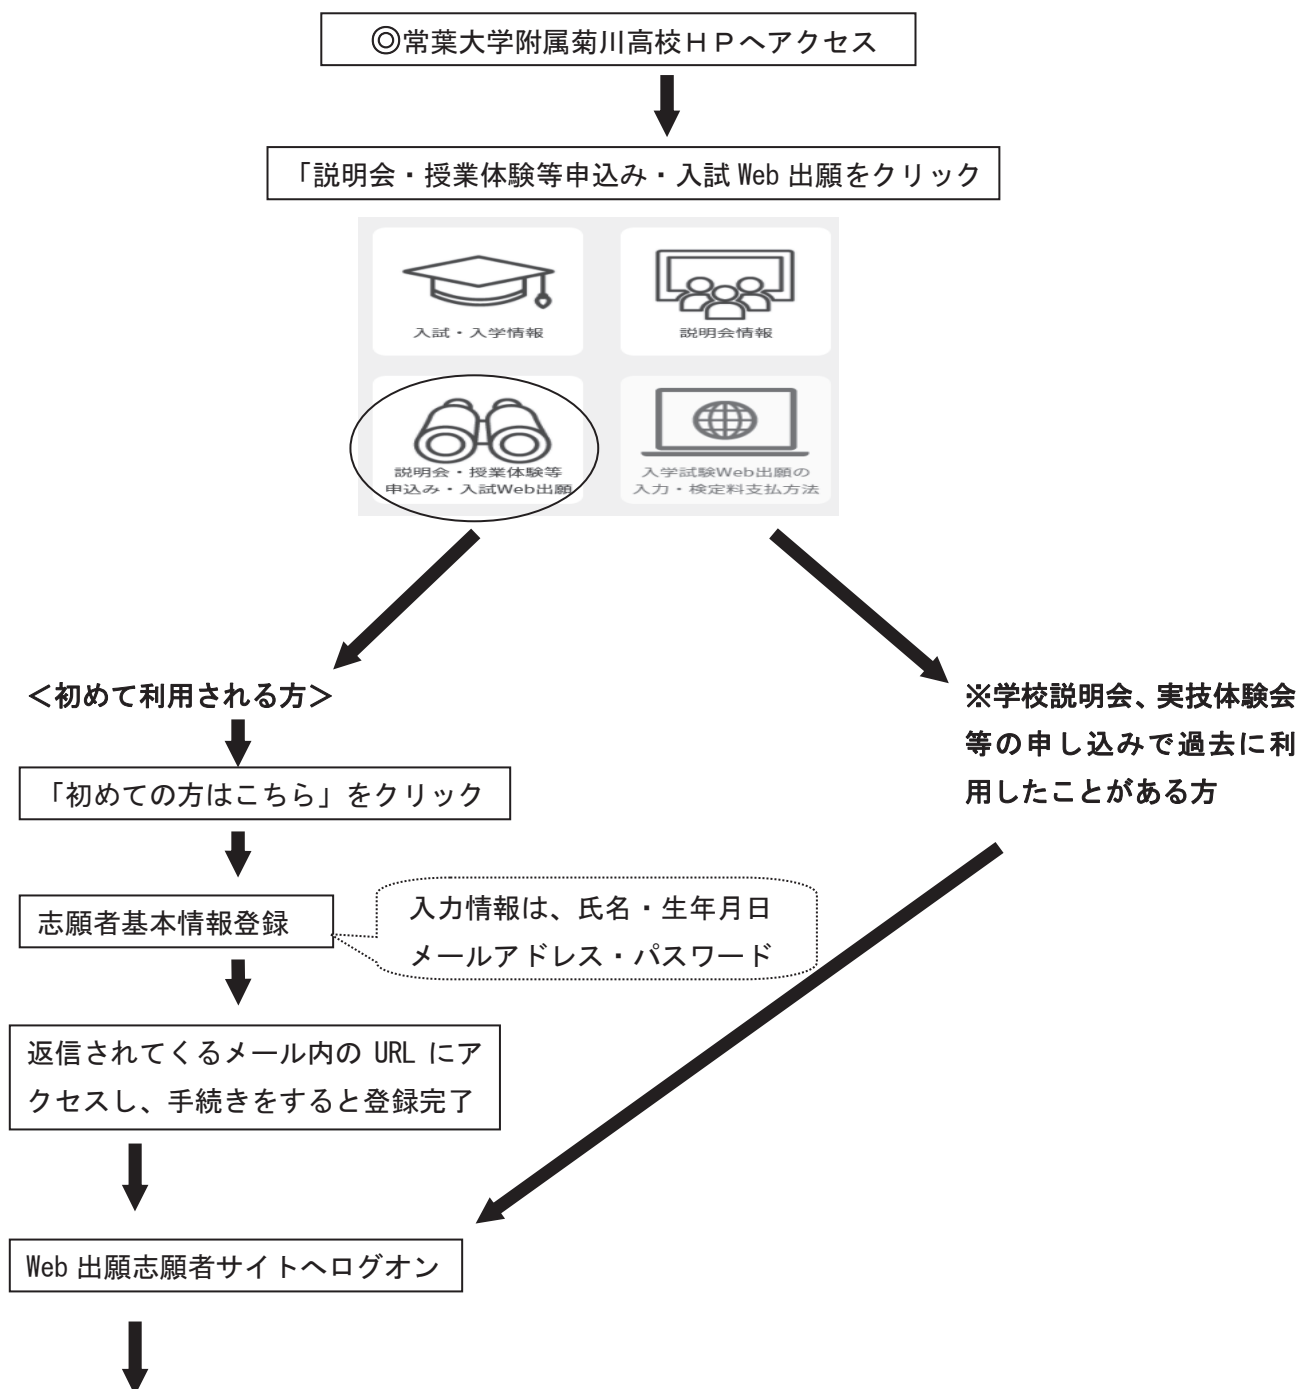 ◎常葉大学附属菊川高校ＨＰへアクセス
「説明会・授業体験等申込み・入試 Web 出願をクリック
入試・入学情報
説明会情報
説明会・授業体験等
申込み・入試Web出願
入学試験Web出願の
入力・検定料支払方法
＜初めて利用される方＞
※学校説明会、実技体験会
等の申し込みで過去に利
用したことがある方
「初めての方はこちら」をクリック
志願者基本情報登録
入力情報は、氏名・生年月日
メールアドレス・パスワード
返信されてくるメール内の URL にア
クセスし、手続きをすると登録完了
Web 出願志願者サイトへログオン